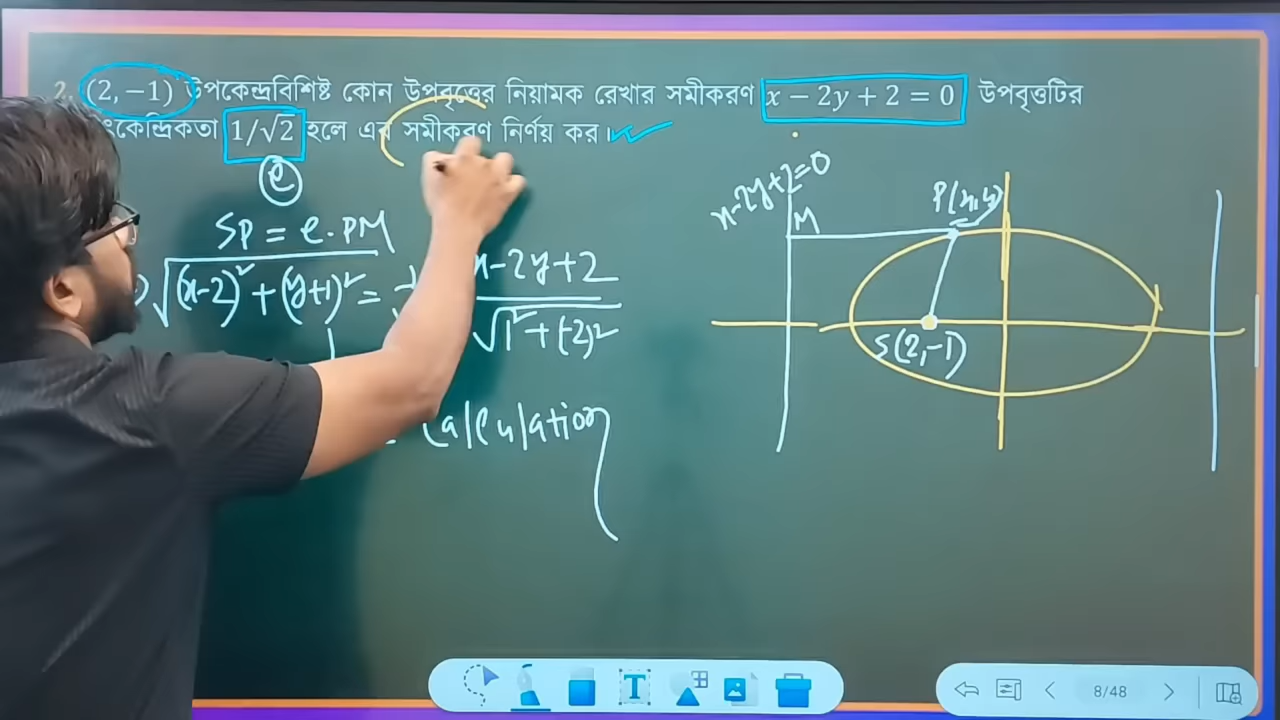 2. (2, −1) উপকেন্দ্রবিশিষ্ট কোন উপবৃত্তের নিয়ামক রেখার সমীকরণ x − 2y + 2 = 0 উপবৃত্তটির
1/√2 হলে এর সমীকরণ নির্ণয় কর।
e
SP = e.PM
√(x-2)² + (y+1)² =
x-2y+2
√1² + (-2)²
Calculation
x-2y+2=0
M
P(x,y)
S(2,-1)
T
8/48